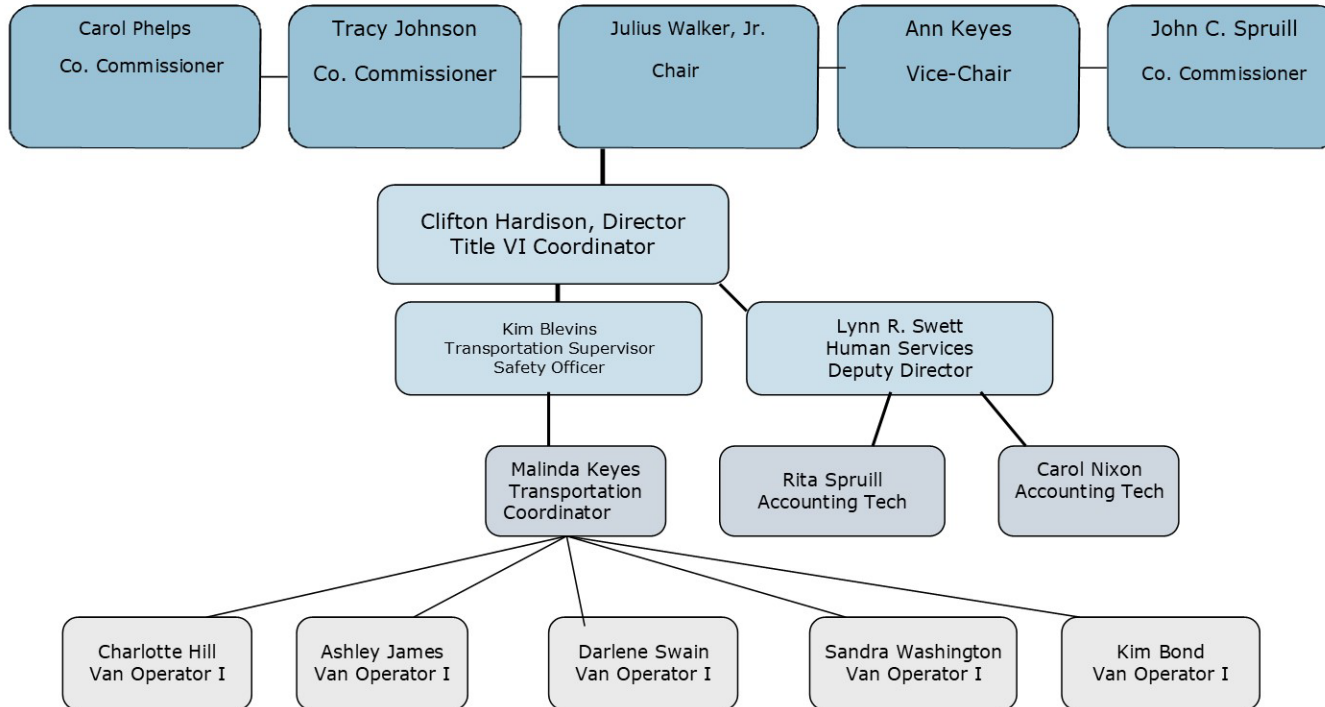 Carol Phelps
Co. Commissioner
Tracy Johnson
Co. Commissioner
Julius Walker, Jr.
Chair
Ann Keyes
Vice-Chair
John C. Spruill
Co. Commissioner
Clifton Hardison, Director
Title VI Coordinator
Kim Blevins
Transportation Supervisor
Safety Officer
Lynn R. Swett
Human Services
Deputy Director
Malinda Keyes
Transportation
Coordinator
Rita Spruill
Accounting Tech
Carol Nixon
Accounting Tech
Charlotte Hill
Van Operator I
Ashley James
Van Operator I
Darlene Swain
Van Operator I
Sandra Washington
Van Operator I
Kim Bond
Van Operator I